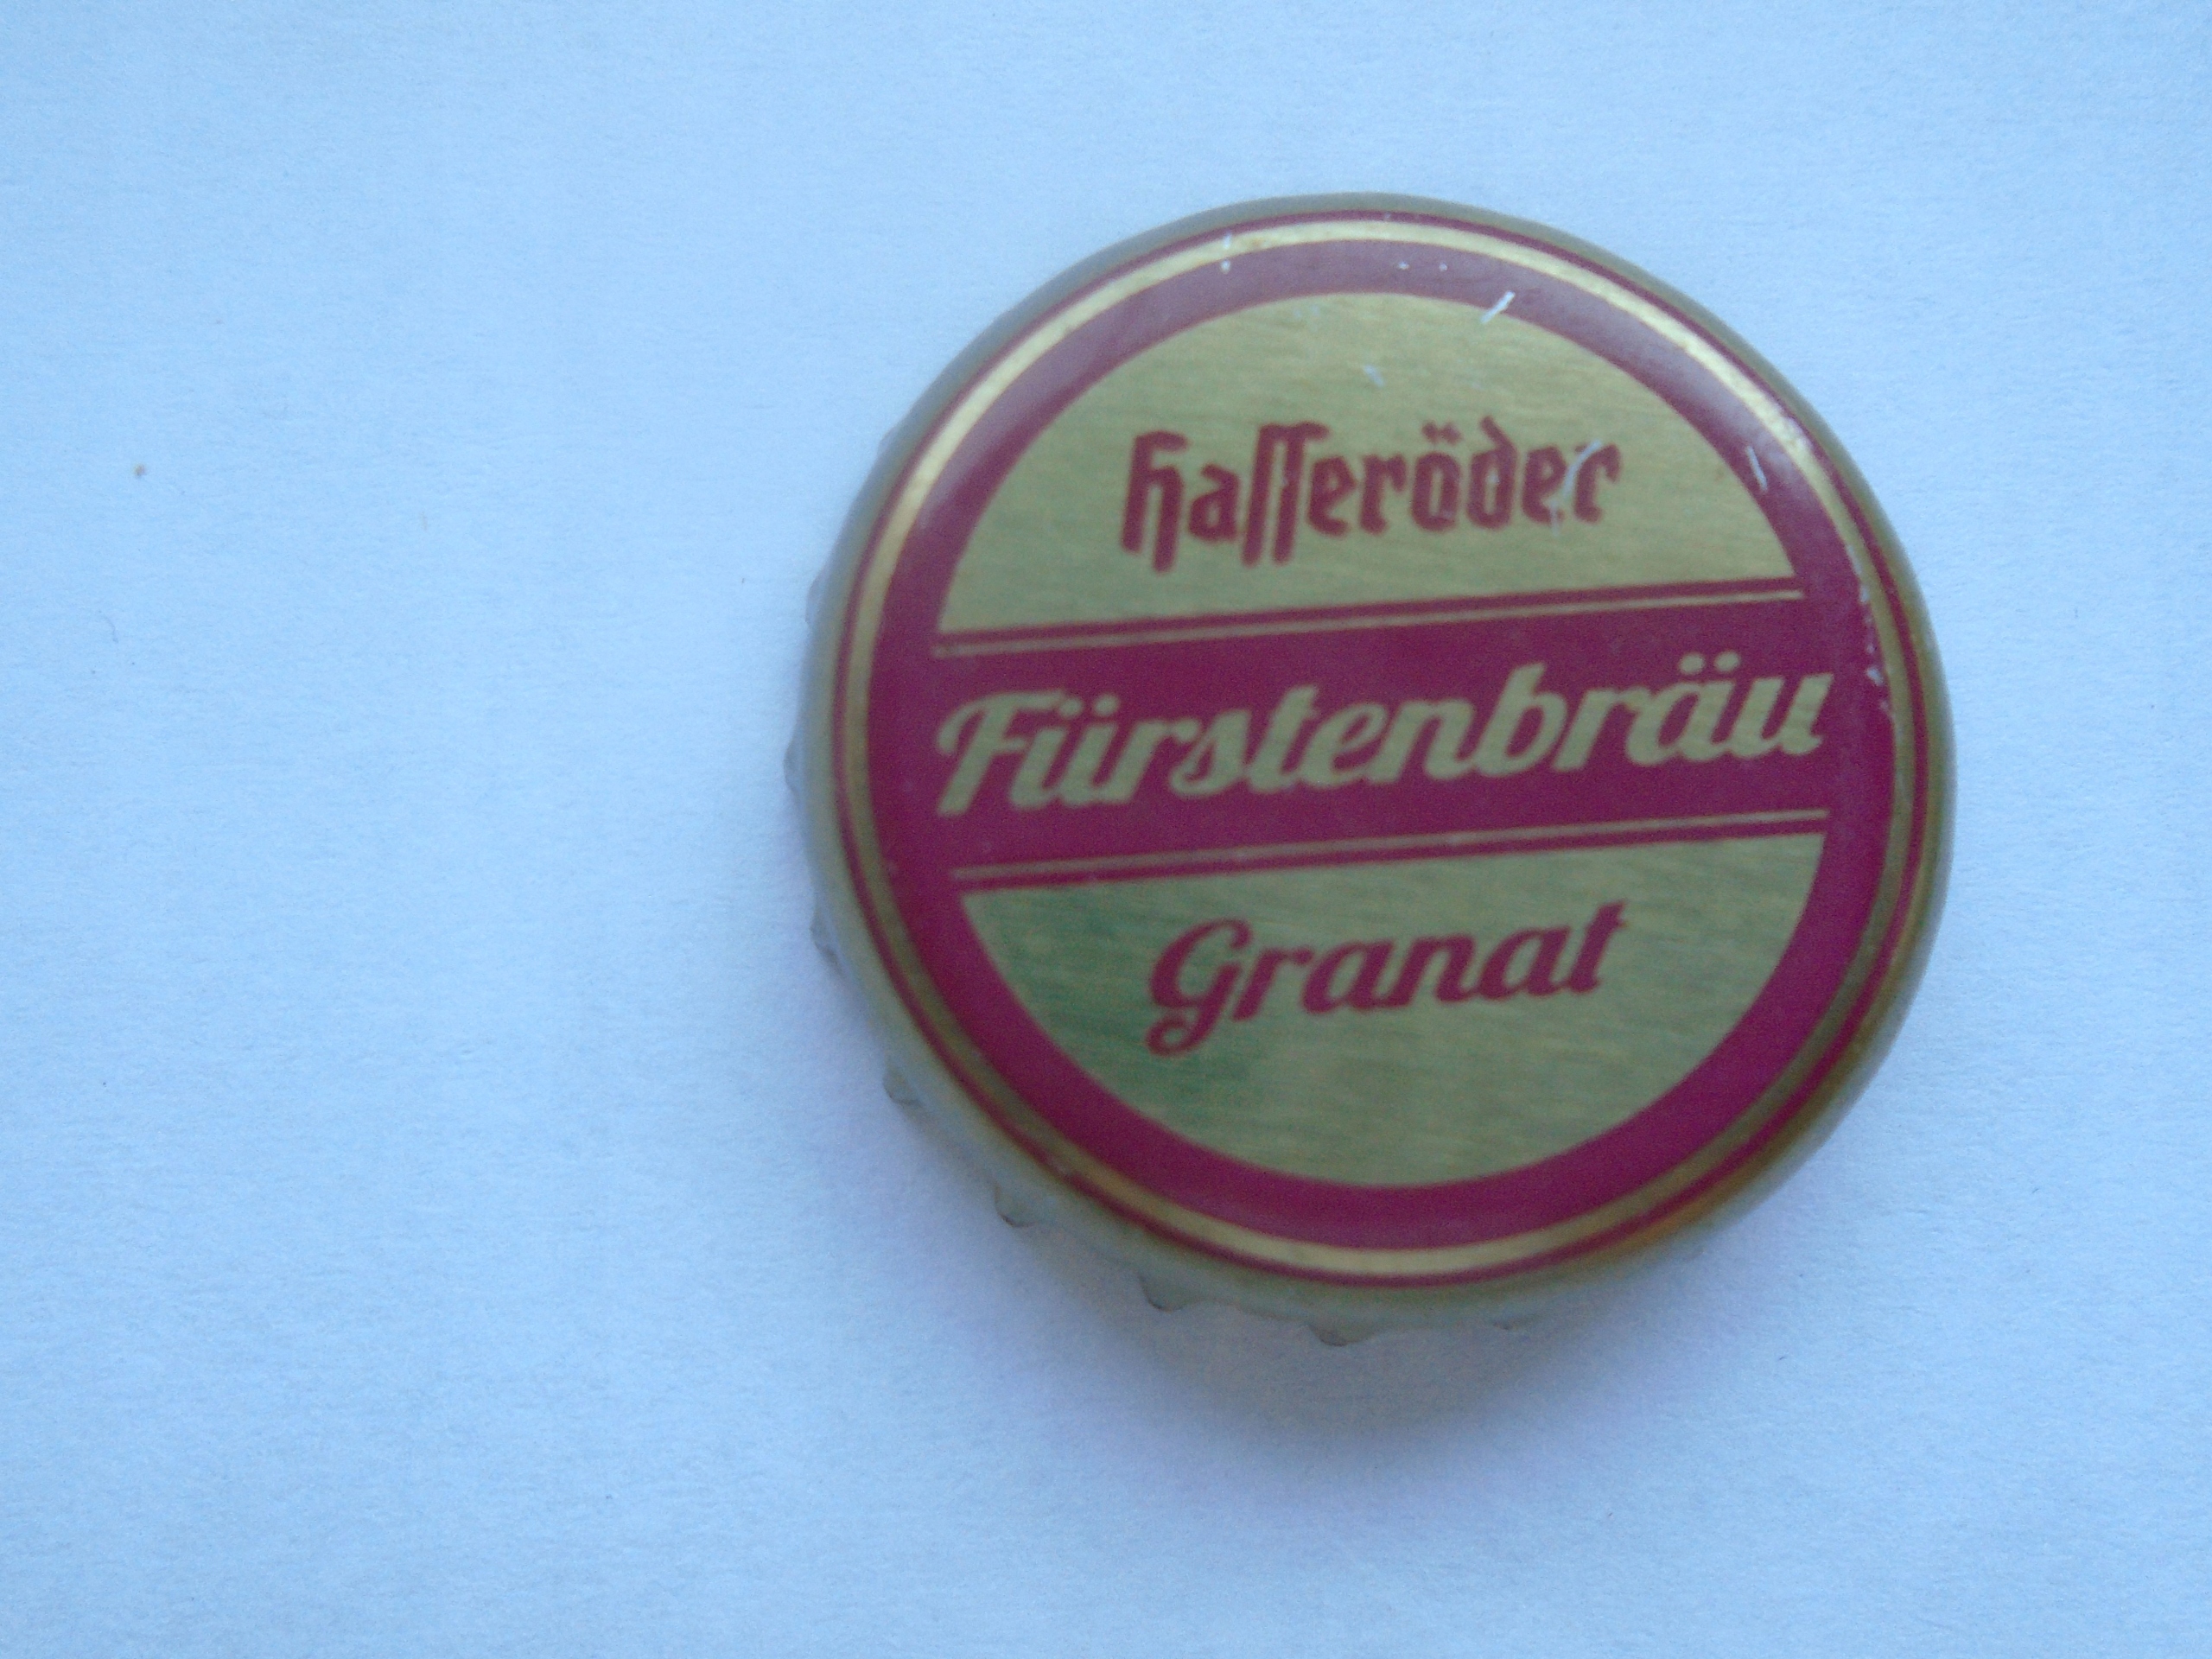 Hasseröder
Fürstenbräu
Granat